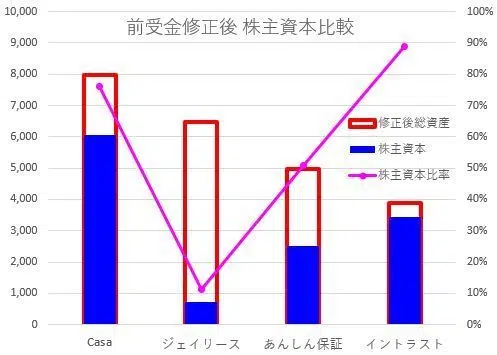 前受金修正後 株主資本比較
10,000
9,000
8,000
7,000
6,000
5,000
4,000
3,000
2,000
1,000
0
100%
90%
80%
70%
60%
50%
40%
30%
20%
10%
0%
修正後総資産
株主資本
株主資本比率
Casa
ジェイリース
あんしん保証
イントラスト